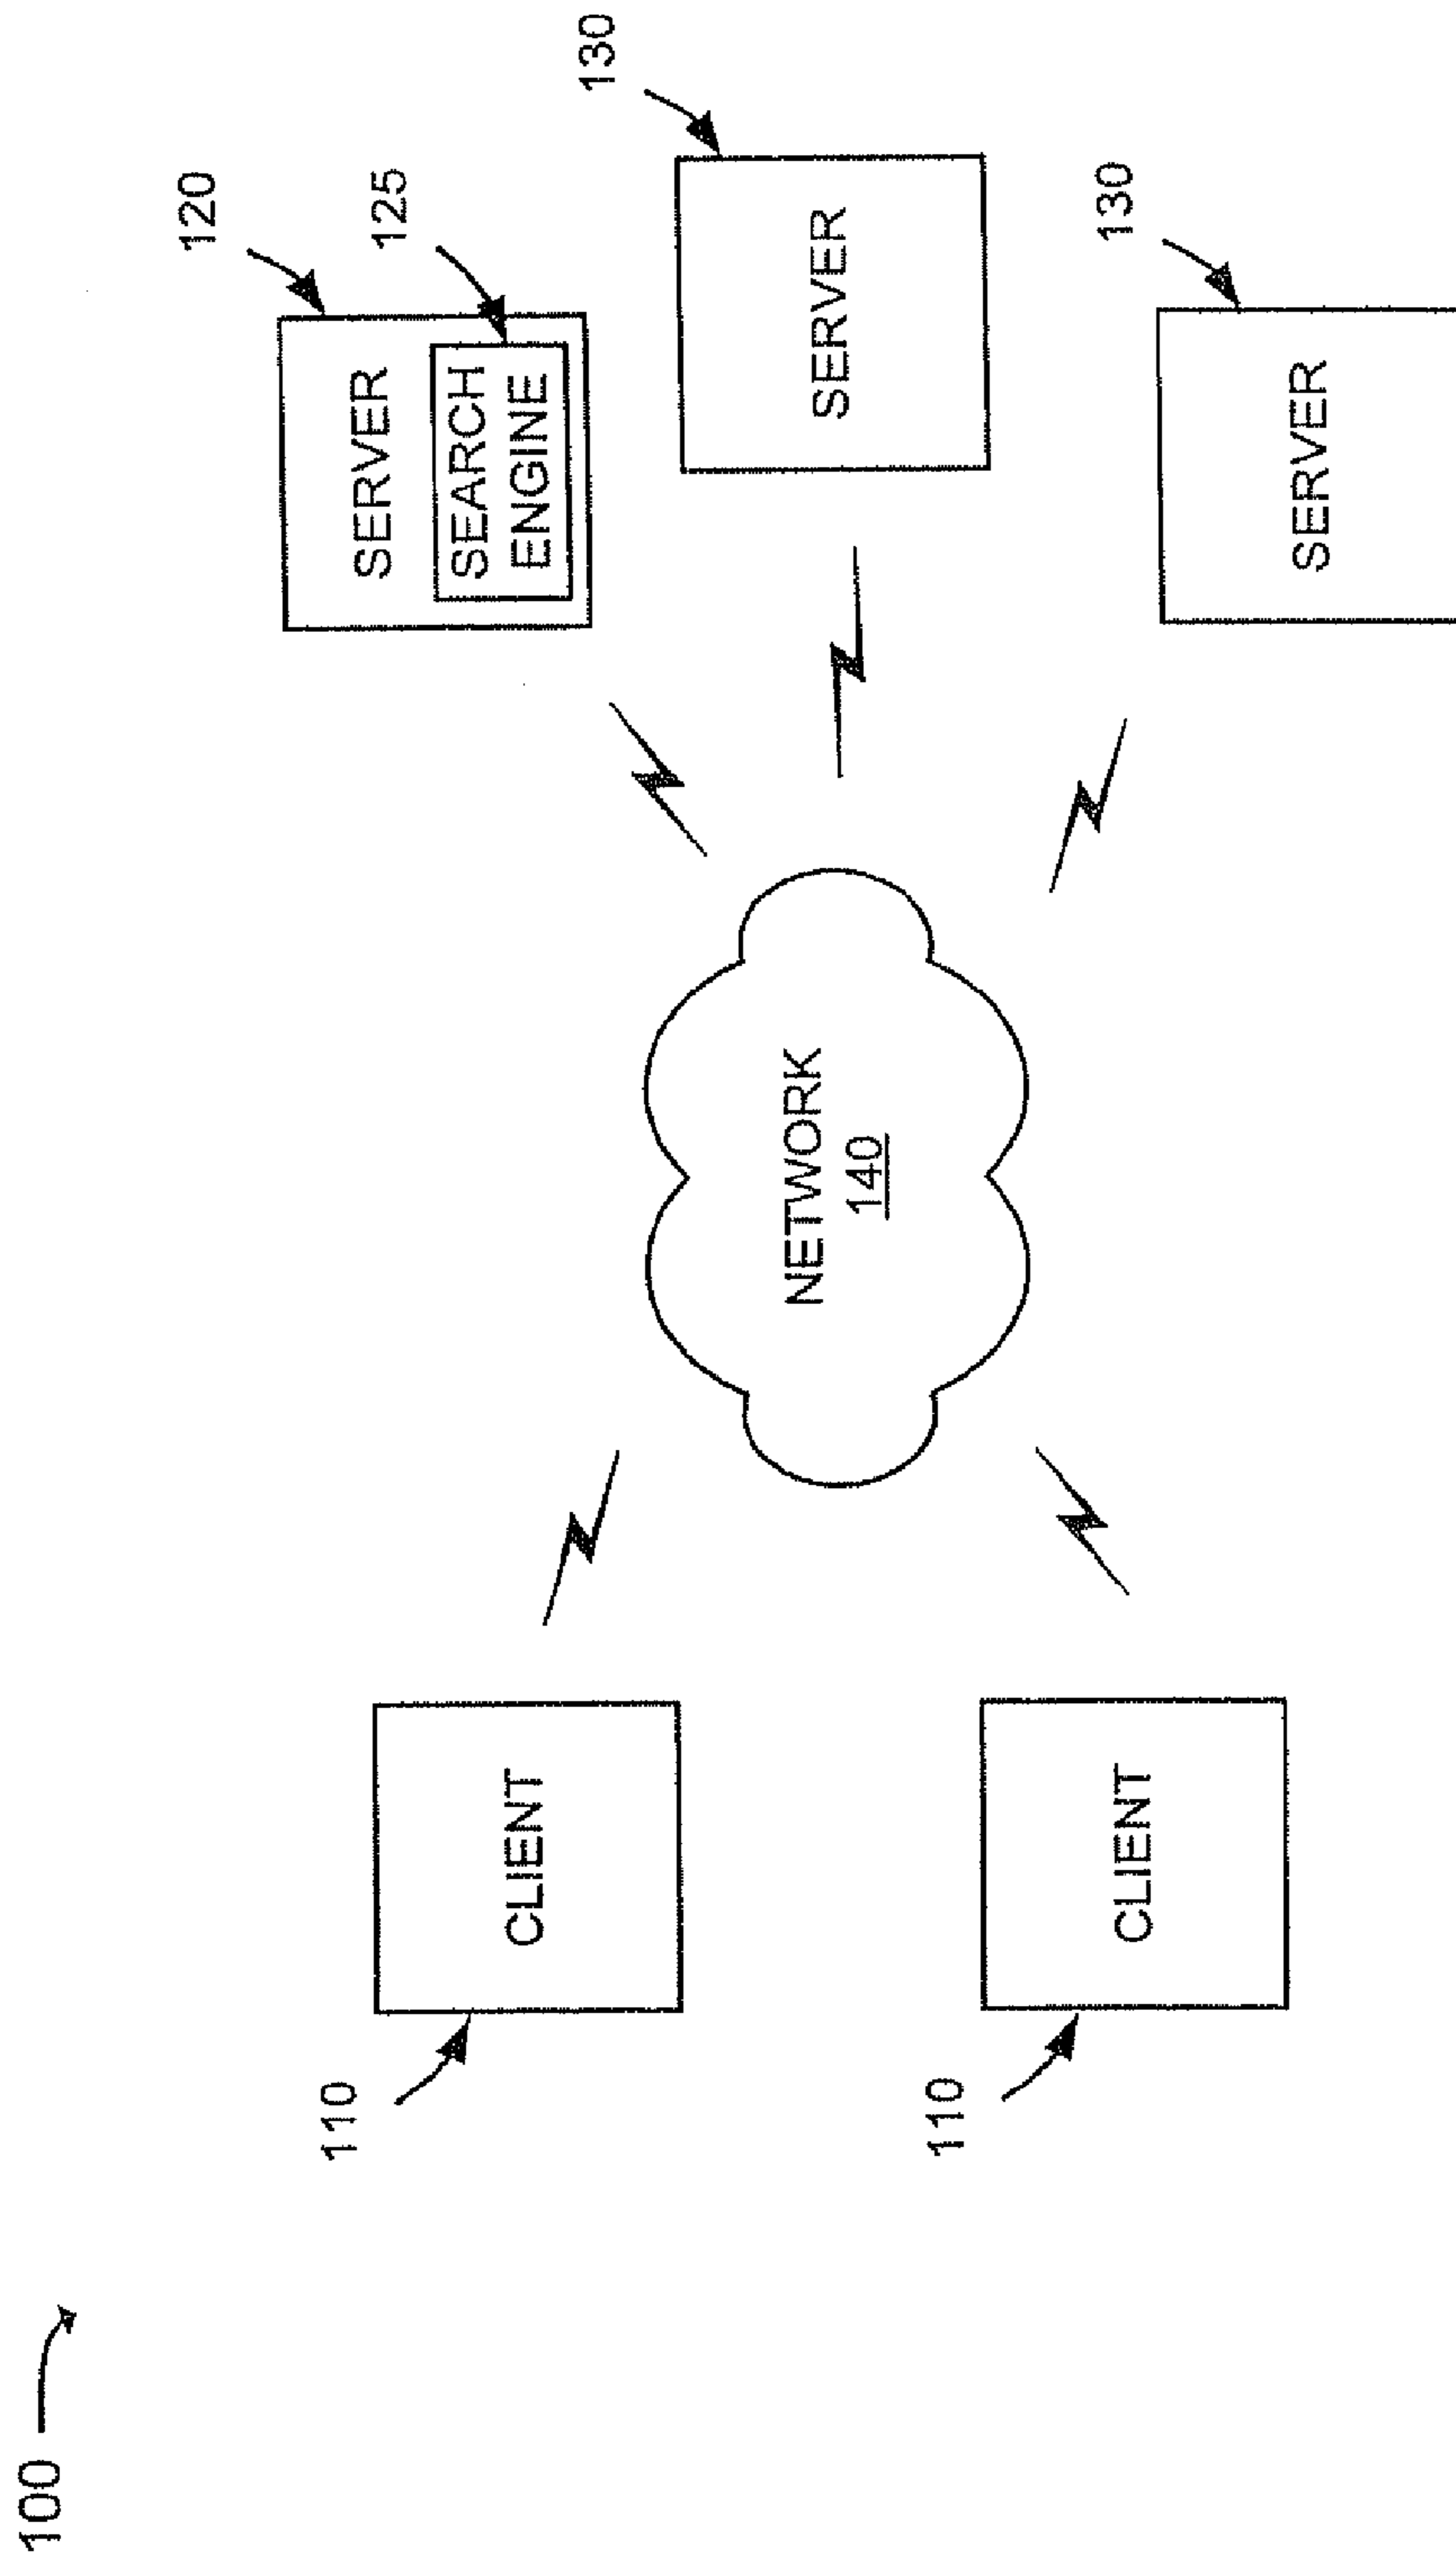 100
110
CLIENT
110
CLIENT
NETWORK
140
120
SERVER
125
SEARCH
ENGINE
130
SERVER
130
SERVER